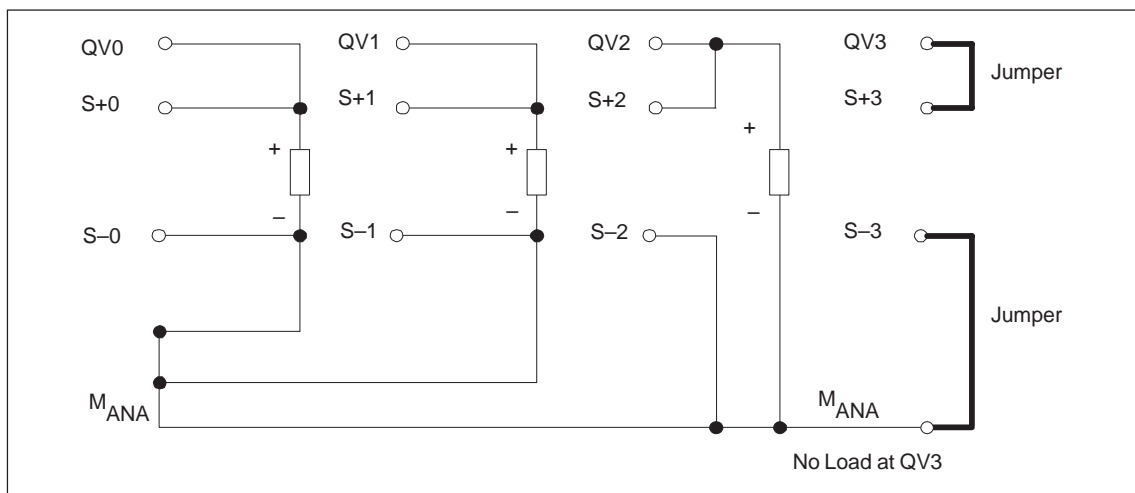 QV0 QV1 QV2 QV3
Jumper
S+0 S+1 S+2 S+3
+ + +
– – –
S–0 S–1 S–2 S–3
Jumper
MANA MANA
No Load at QV3